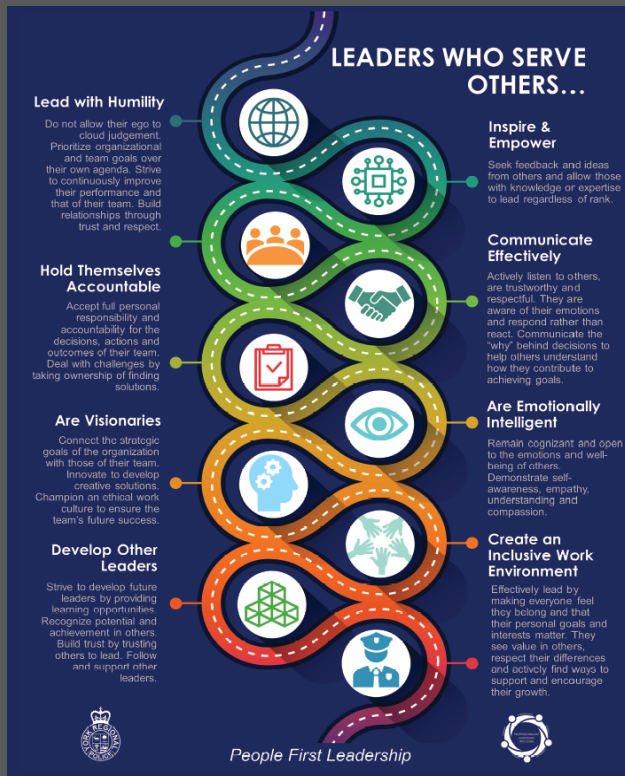 LEADERS WHO SERVE
OTHERS...
Lead with Humility
Do not allow their ego to
cloud judgement.
Prioritize organizational
and team goals over
their own agenda. Strive
to continuously improve
their performance and
that of their team. Build
relationships through
trust and respect.
Inspire &
Empower
Seek feedback and ideas
from others and allow those
with knowledge or expertise
to lead regardless of rank.
Hold Themselves
Accountable
Accept full personal
responsibility and
accountability for the
decisions, actions and
outcomes of their team.
Deal with challenges by
taking ownership of finding
solutions.
Communicate
Effectively
Actively listen to others,
are trustworthy and
respectful. They are
aware of their emotions
and respond rather than
react. Communicate the
"why" behind decisions to
help others understand
how they contribute to
achieving goals.
Are Visionaries
Connect the strategic
goals of the organization
with those of their team.
Innovate to develop
creative solutions.
Champion an ethical work
culture to ensure the
team's future success.
Are Emotionally
Intelligent
Remain cognizant and open
to the emotions and well-
being of others.
Demonstrate self-
awareness, empathy,
understanding and
compassion.
Develop Other
Leaders
Strive to develop future
leaders by providing
learning opportunities.
Recognize potential and
achievement in others.
Build trust by trusting
others to lead. Follow
and support other
leaders.
Create an
Inclusive Work
Environment
Effectively lead by
making everyone feel
they belong and that
their personal goals and
interests matter. They
see value in others,
respect their differences
and actively find ways to
support and encourage
their growth.
YORK REGIONAL
POLICE
People First Leadership